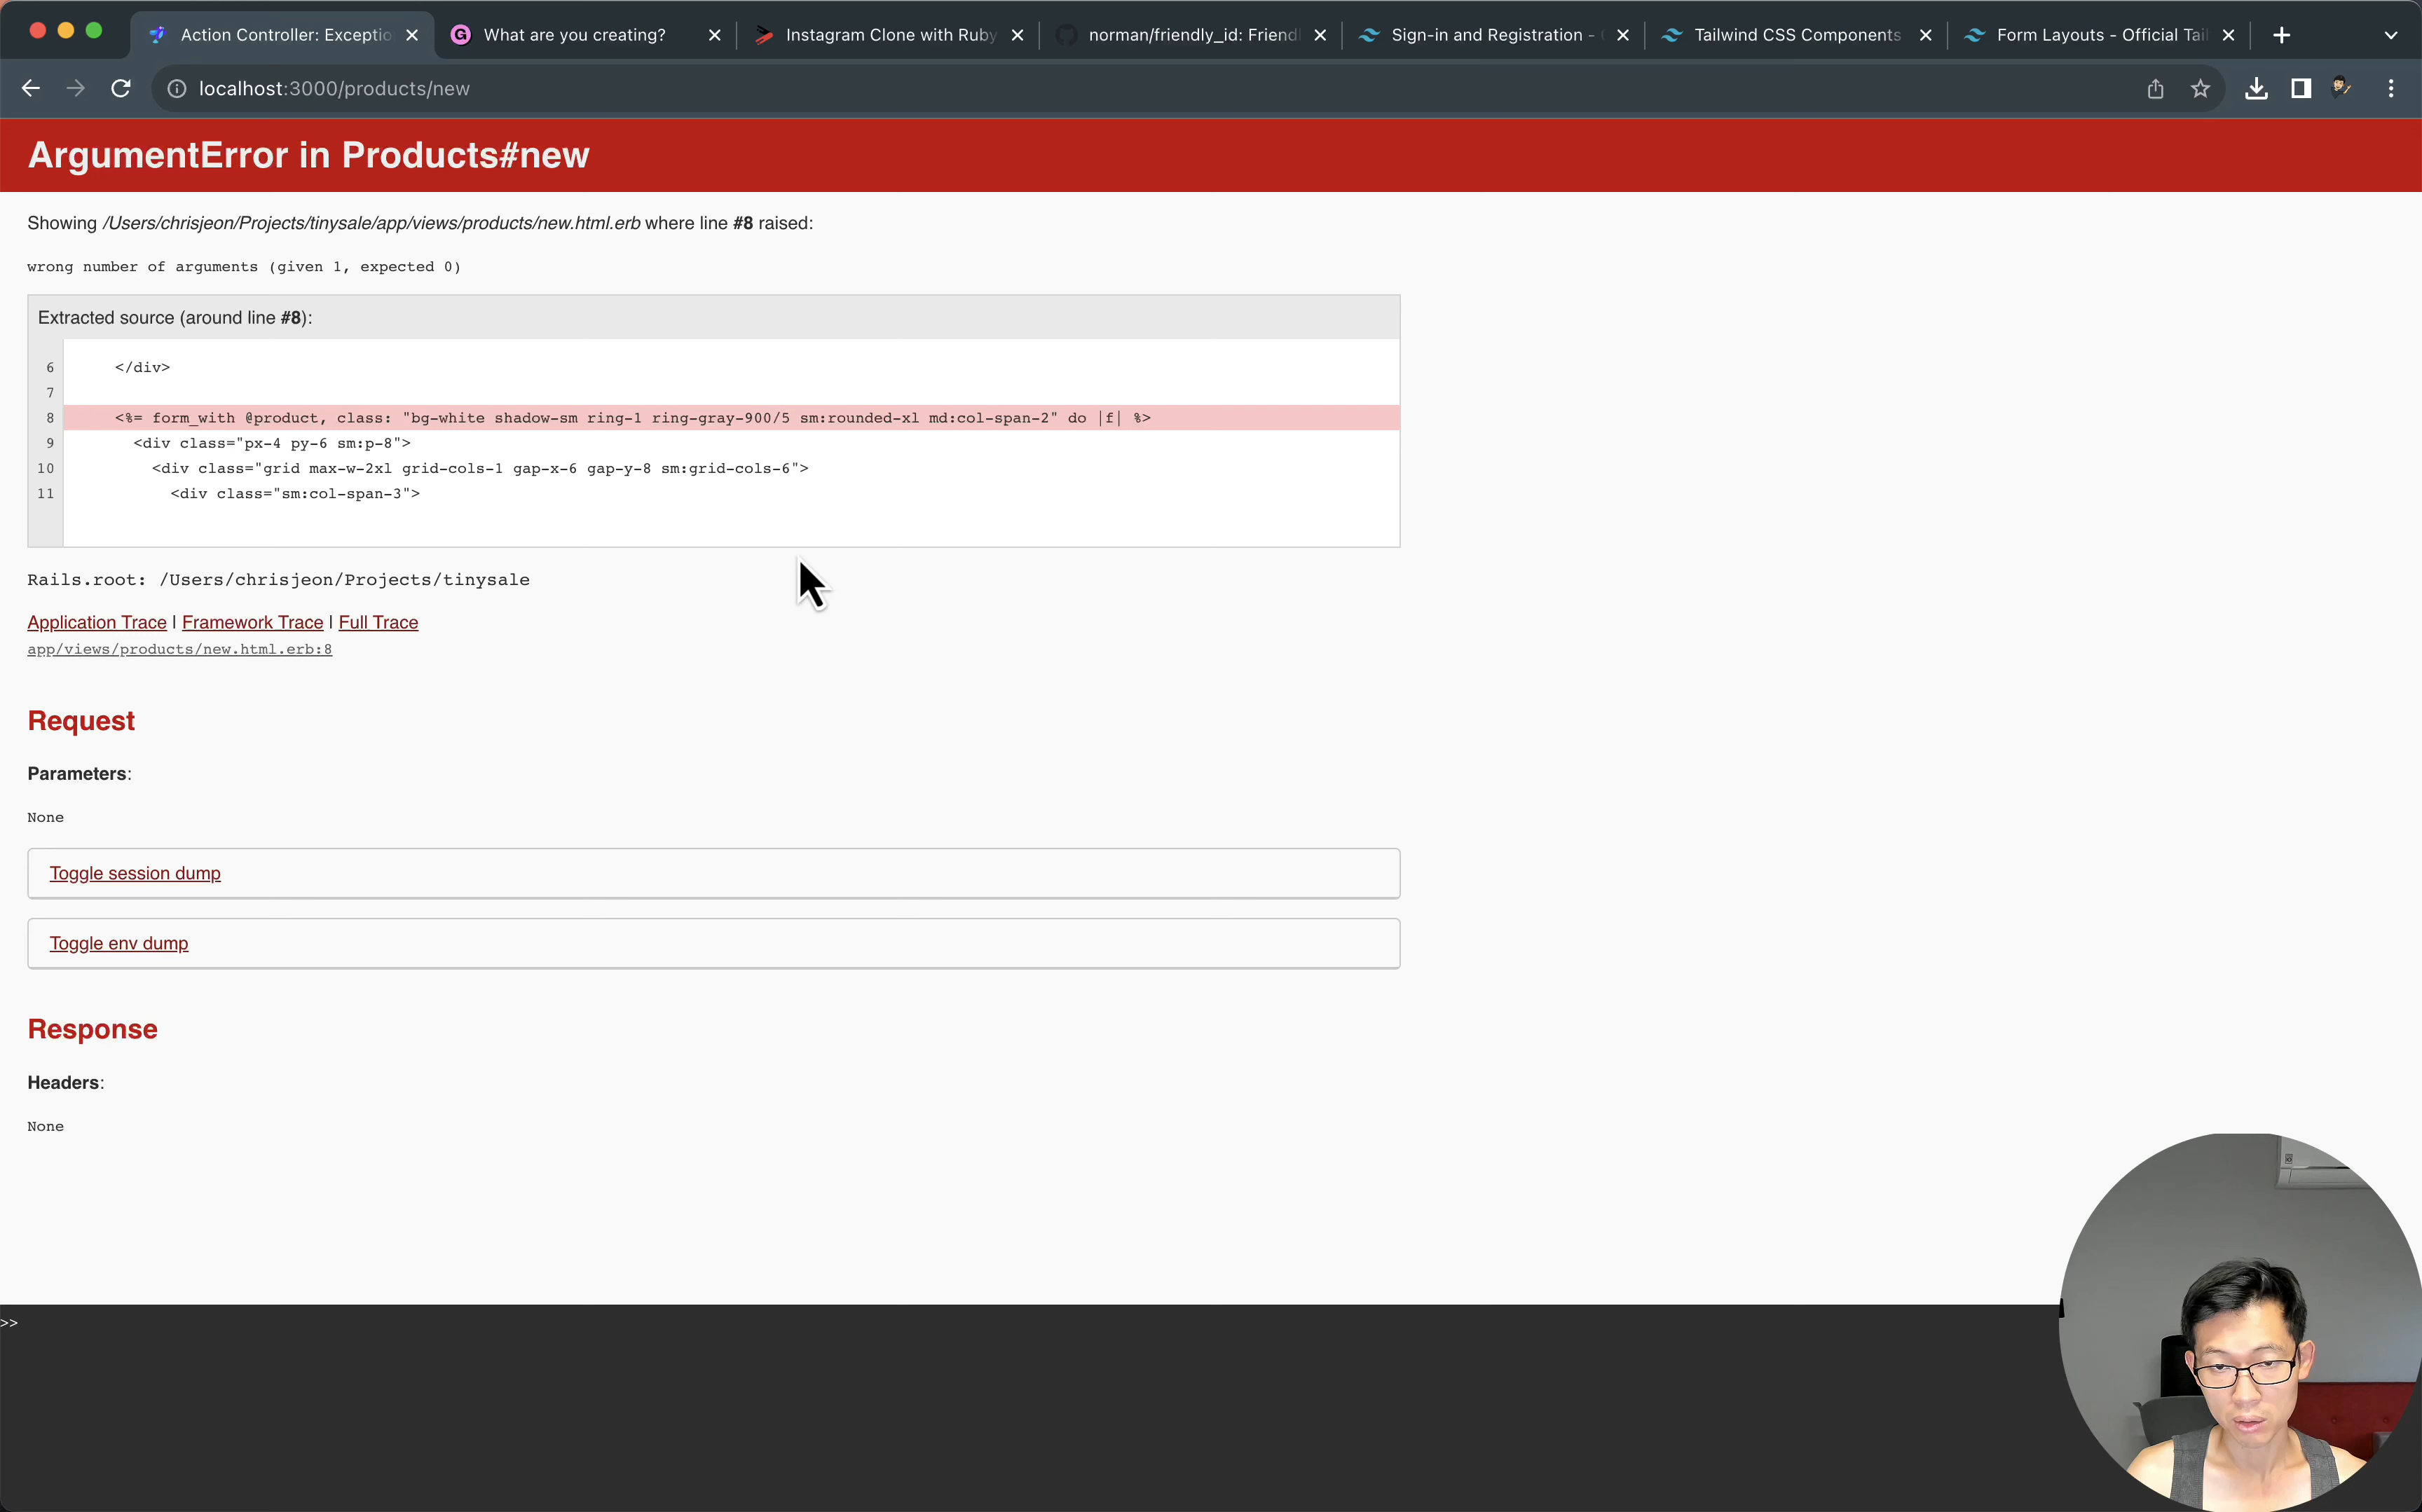 Action Controller: Exceptio
What are you creating?
Instagram Clone with Ruby
norman/friendly_id: Friendl
Sign-in and Registration -
Tailwind CSS Components
Form Layouts - Official Tail
localhost:3000/products/new
ArgumentError in Products#new
Showing /Users/chrisjeon/Projects/tinysale/app/views/products/new.html.erb where line #8 raised:
wrong number of arguments (given 1, expected 0)
Extracted source (around line #8):
6 </div>
7
8 <%= form_with @product, class: "bg-white shadow-sm ring-1 ring-gray-900/5 sm:rounded-xl md:col-span-2" do |f| %>
9 <div class="px-4 py-6 sm:p-8">
10 <div class="grid max-w-2xl grid-cols-1 gap-x-6 gap-y-8 sm:grid-cols-6">
11 <div class="sm:col-span-3">
Rails.root: /Users/chrisjeon/Projects/tinysale
Application Trace | Framework Trace | Full Trace
app/views/products/new.html.erb:8
Request
Parameters:
None
Toggle session dump
Toggle env dump
Response
Headers:
None
>>